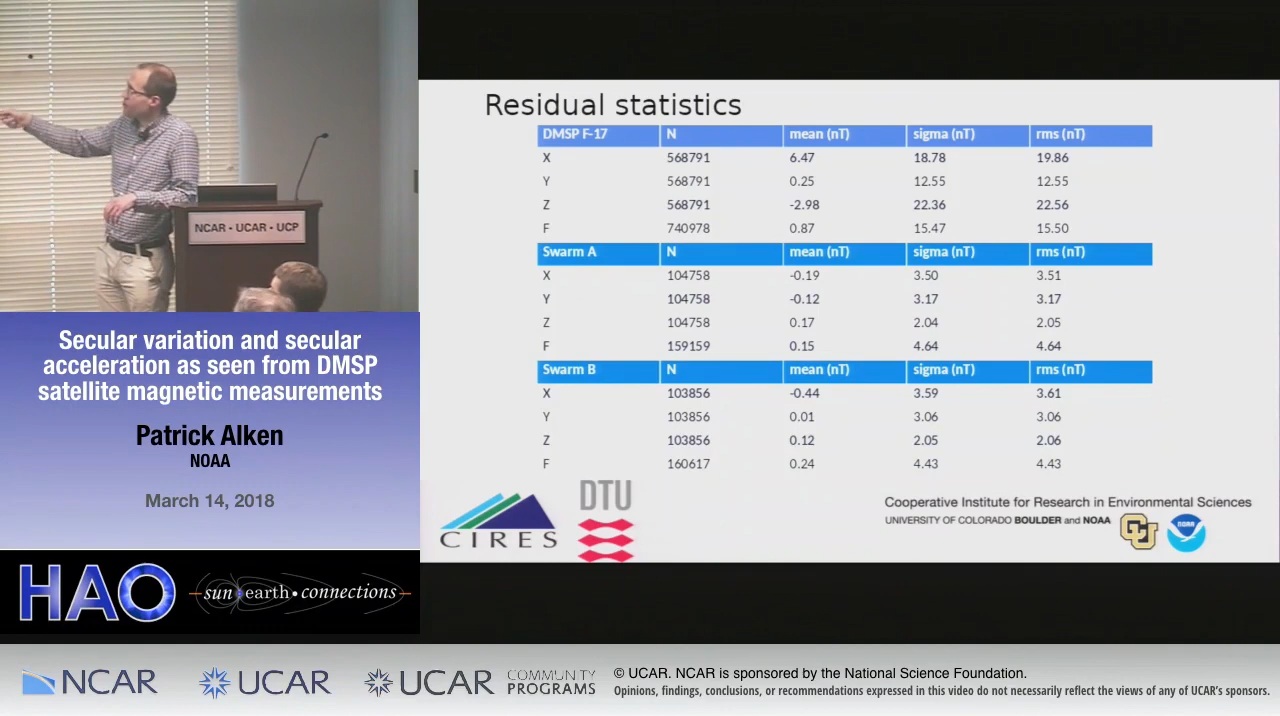 Residual statistics
DMSP F-17 N mean (nT) sigma (nT) rms (nT)
X 568791 6.47 18.78 19.86
Y 568791 0.25 12.55 12.55
Z 568791 -2.98 22.36 22.56
F 740978 0.87 15.47 15.50
Swarm A N mean (nT) sigma (nT) rms (nT)
X 104758 -0.19 3.50 3.51
Y 104758 -0.12 3.17 3.17
Z 104758 0.17 2.04 2.05
F 159159 0.15 4.64 4.64
Swarm B N mean (nT) sigma (nT) rms (nT)
X 103856 -0.44 3.59 3.61
Y 103856 0.01 3.06 3.06
Z 103856 0.12 2.05 2.06
F 160617 0.24 4.43 4.43
CIRES
DTU
Cooperative Institute for Research in Environmental Sciences
UNIVERSITY OF COLORADO BOULDER and NOAA
CU
NOAA
NCAR • UCAR • UCP
Secular variation and secular
acceleration as seen from DMSP
satellite magnetic measurements
Patrick Alken
NOAA
March 14, 2018
HAO
sun•earth•connections
NCAR
UCAR
UCAR
COMMUNITY
PROGRAMS
© UCAR. NCAR is sponsored by the National Science Foundation.
Opinions, findings, conclusions, or recommendations expressed in this video do not necessarily reflect the views of any of UCAR's sponsors.